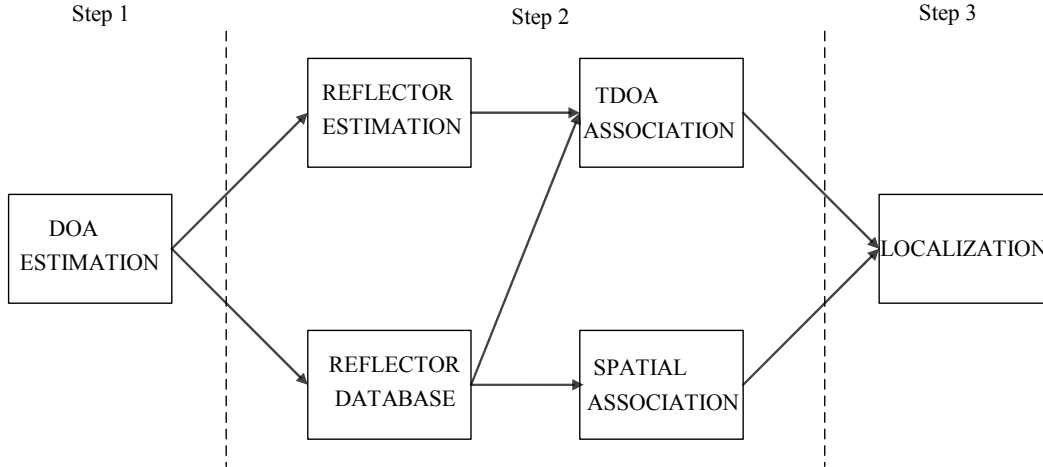 Step 1
Step 2
Step 3
REFLECTOR
ESTIMATION
TDOA
ASSOCIATION
DOA
ESTIMATION
LOCALIZATION
REFLECTOR
DATABASE
SPATIAL
ASSOCIATION